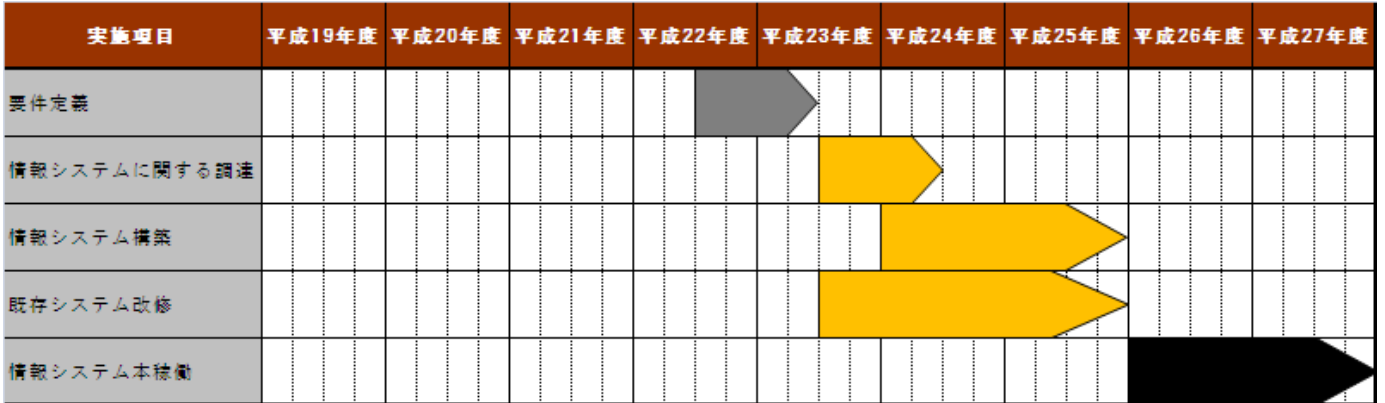 実施項目 平成19年度 平成20年度 平成21年度 平成22年度 平成23年度 平成24年度 平成25年度 平成26年度 平成27年度
要件定義
情報システムに関する調達
情報システム構築
既存システム改修
情報システム本稼働